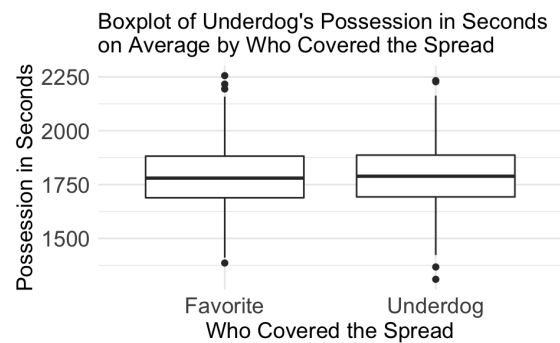 Boxplot of Underdog's Possession in Seconds
on Average by Who Covered the Spread
Possession in Seconds
2250
2000
1750
1500
Favorite
Underdog
Who Covered the Spread